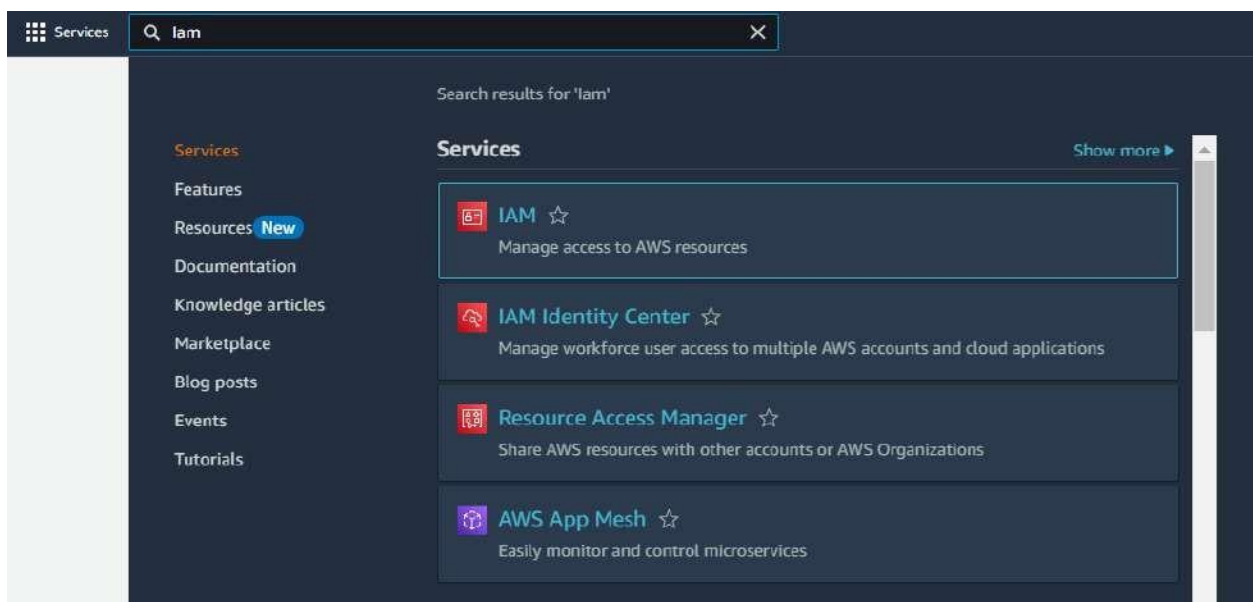 Services
Iam
Search results for 'Iam'
Services
Features
Resources New
Documentation
Knowledge articles
Marketplace
Blog posts
Events
Tutorials
Services
Show more
IAM
Manage access to AWS resources
IAM Identity Center
Manage workforce user access to multiple AWS accounts and cloud applications
Resource Access Manager
Share AWS resources with other accounts or AWS Organizations
AWS App Mesh
Easily monitor and control microservices